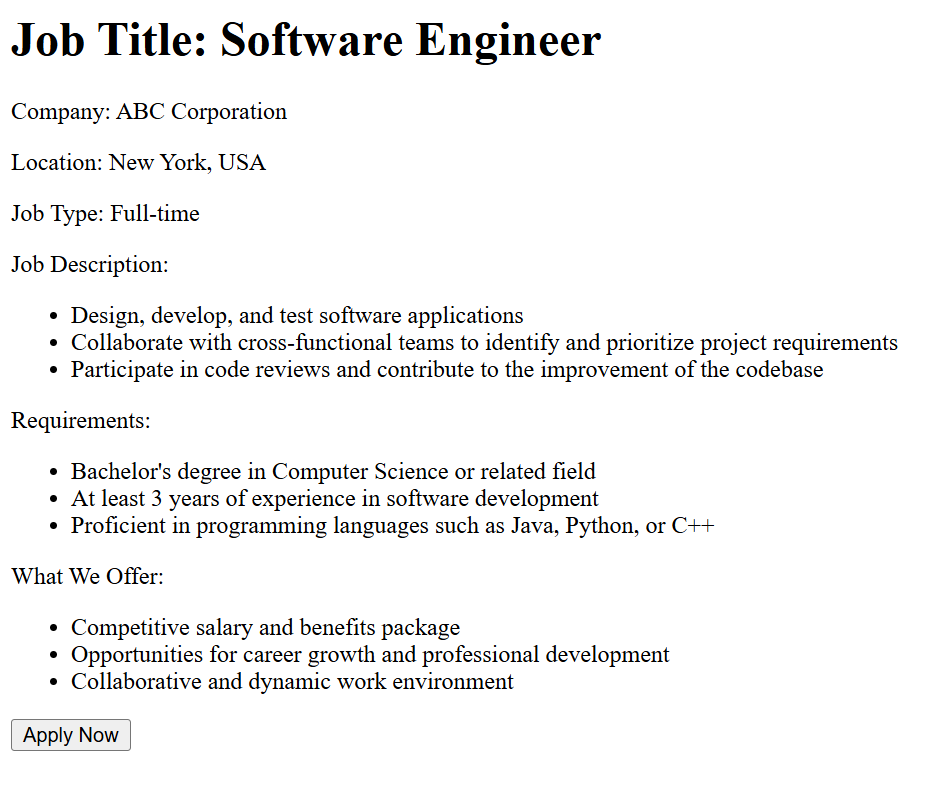 Job Title: Software Engineer
Company: ABC Corporation
Location: New York, USA
Job Type: Full-time
Job Description:
• Design, develop, and test software applications
• Collaborate with cross-functional teams to identify and prioritize project requirements
• Participate in code reviews and contribute to the improvement of the codebase
Requirements:
• Bachelor's degree in Computer Science or related field
• At least 3 years of experience in software development
• Proficient in programming languages such as Java, Python, or C++
What We Offer:
• Competitive salary and benefits package
• Opportunities for career growth and professional development
• Collaborative and dynamic work environment
Apply Now